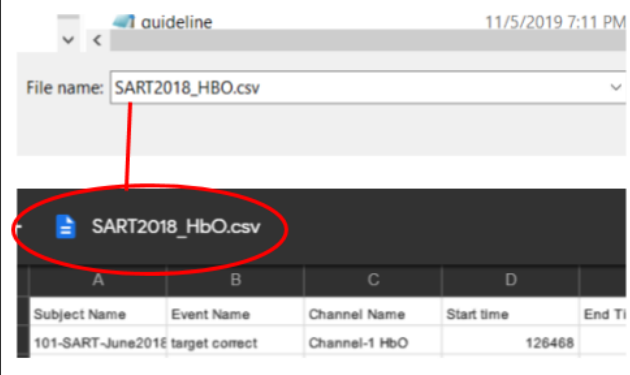 guideline 11/5/2019 7:11 PM
File name: SART2018_HBO.csv
SART2018_HbO.csv
A B C D
Subject Name Event Name Channel Name Start time End Ti
101-SART-June2018 target correct Channel-1 HbO 126468